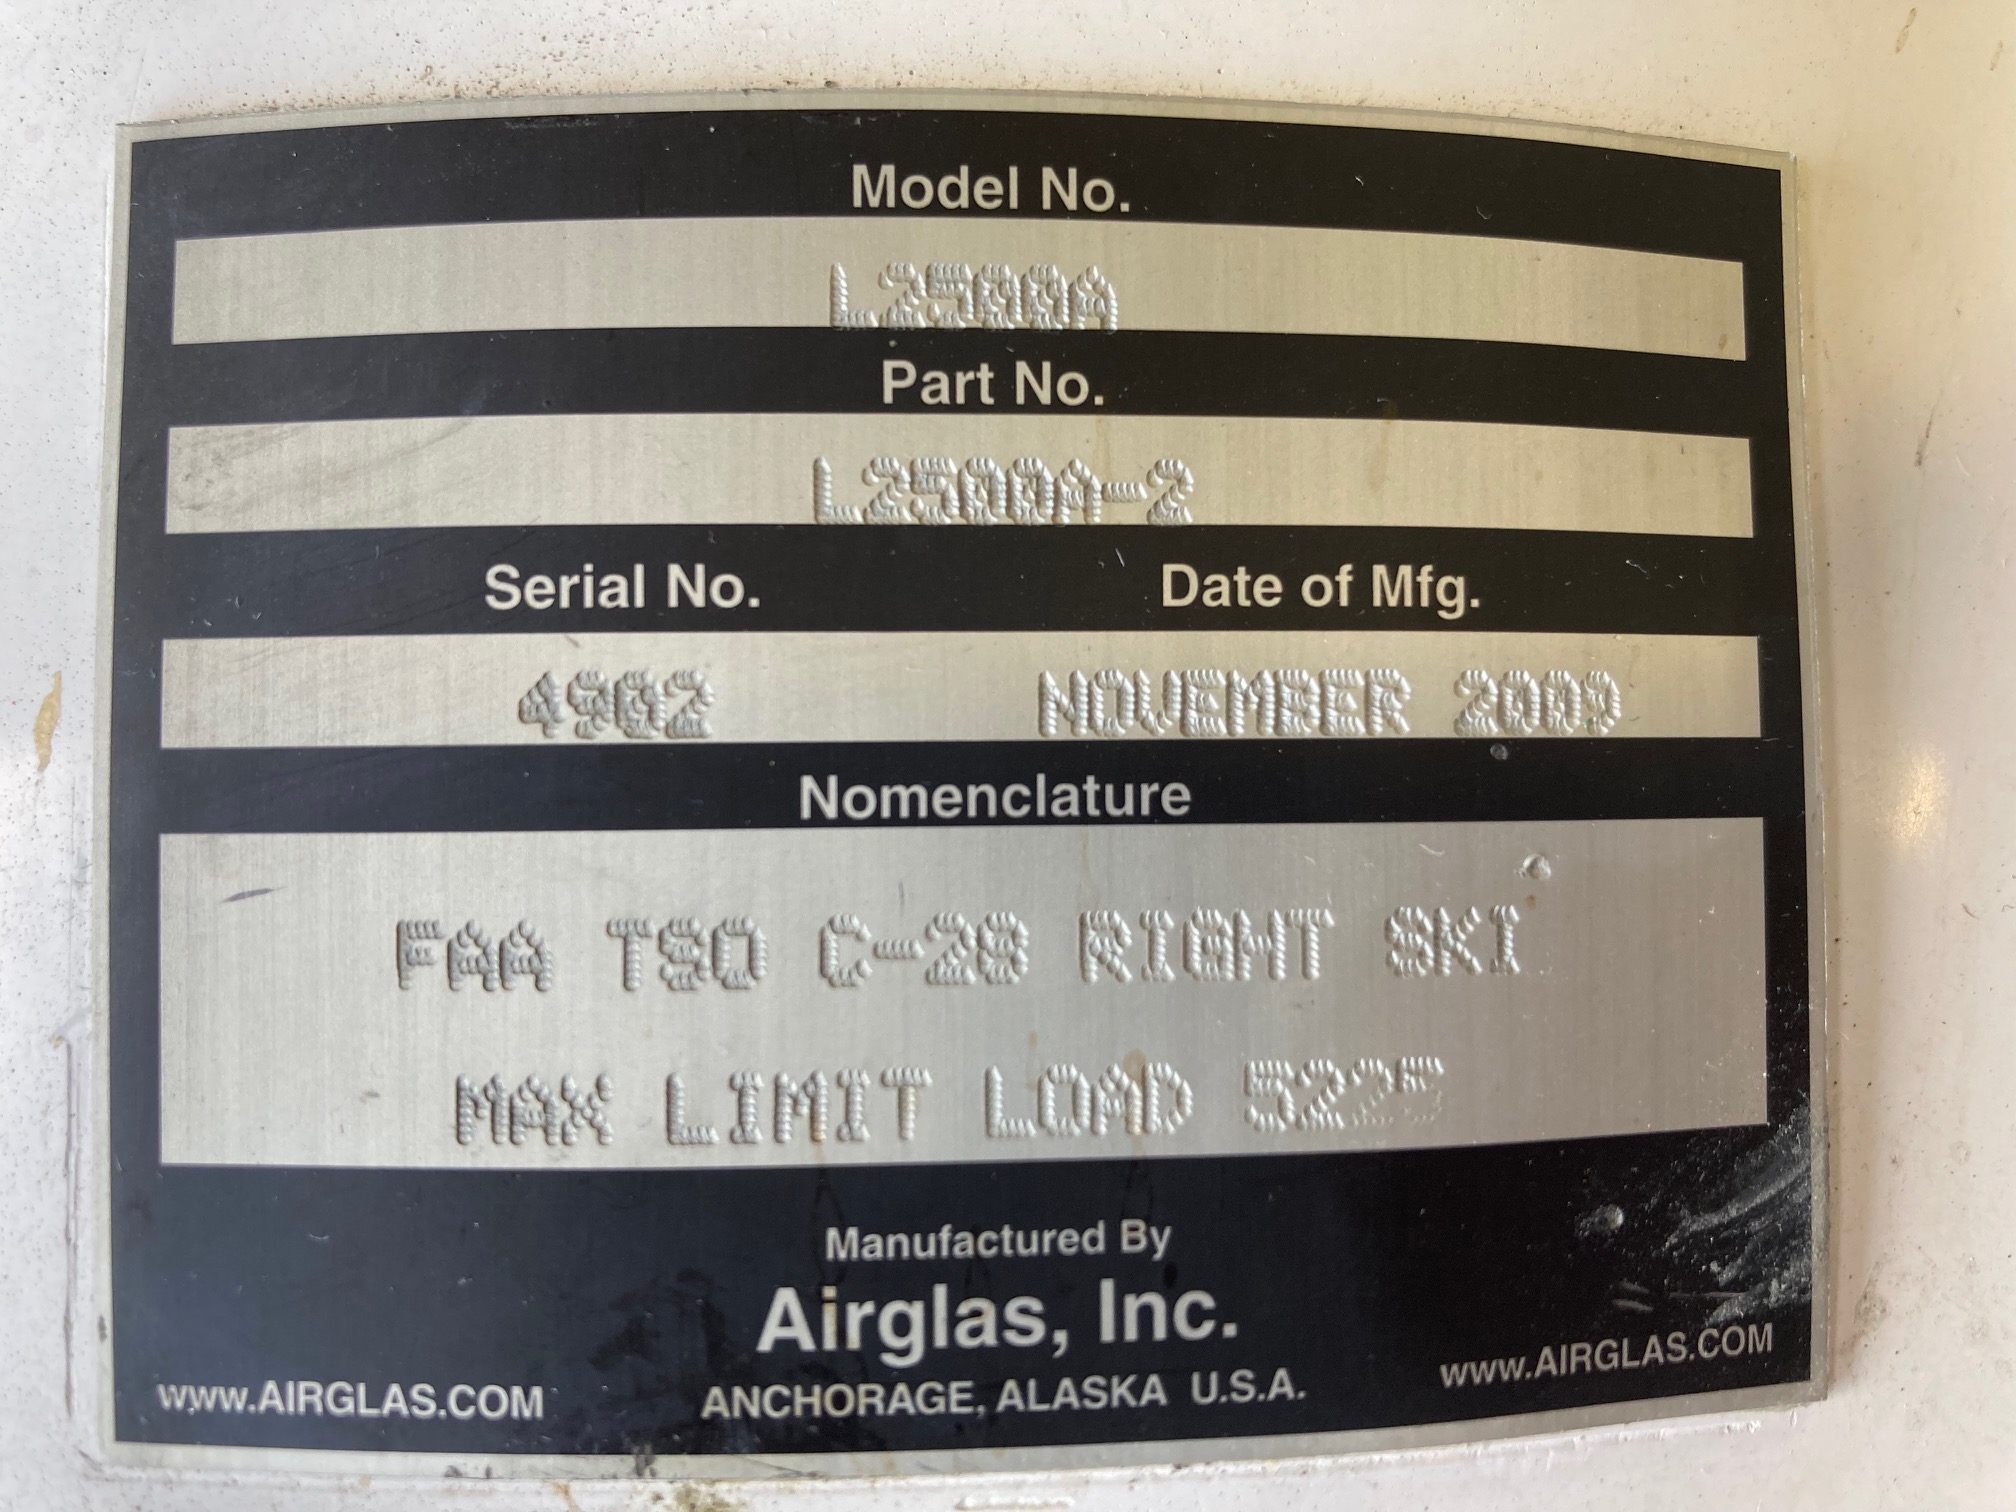 Model No.
L2500A
Part No.
L2500A-2
Serial No. Date of Mfg.
4902 NOVEMBER 2009
Nomenclature
FAA TSO C-28 RIGHT SKI
MAX LIMIT LOAD 5225
Manufactured By
Airglas, Inc.
www.AIRGLAS.COM ANCHORAGE, ALASKA U.S.A. www.AIRGLAS.COM